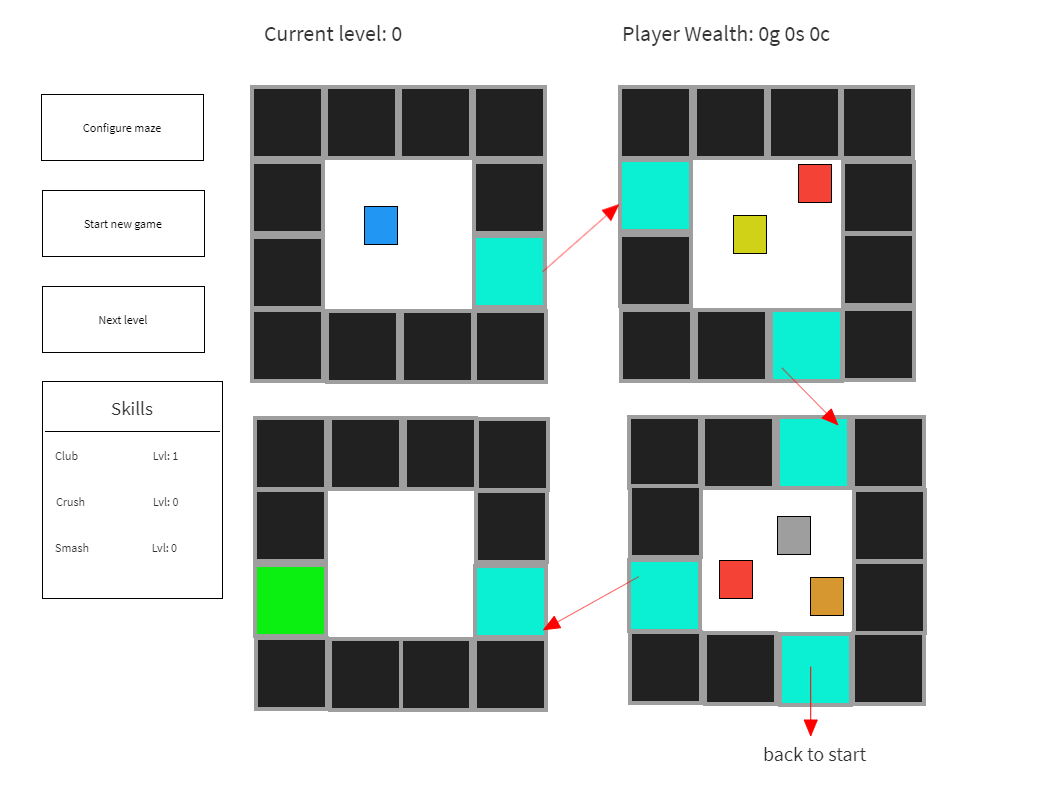 Current level: 0
Player Wealth: 0g 0s 0c
Configure maze
Start new game
Next level
Skills
Club Lvl: 1
Crush Lvl: 0
Smash Lvl: 0
back to start